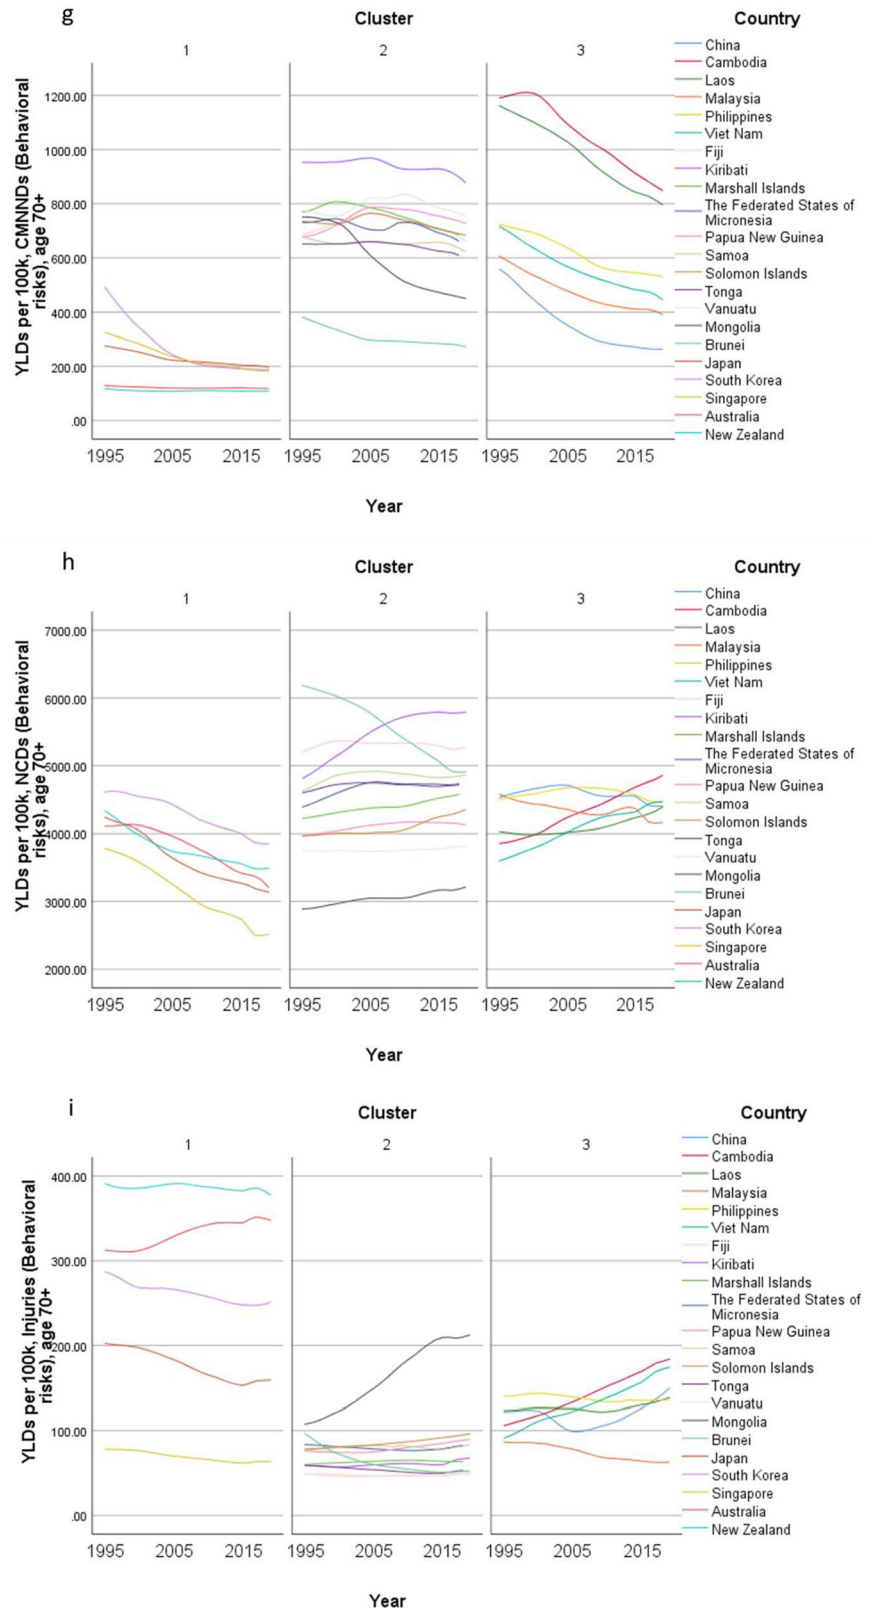 g
Cluster
Country
1
2
3
YLDs per 100k, CMNNDs (Behavioral
risks), age 70+
1200.00
1000.00
800.00
600.00
400.00
200.00
.00
1995
2005
2015
1995
2005
2015
1995
2005
2015
Year
China
Cambodia
Laos
Malaysia
Philippines
Viet Nam
Fiji
Kiribati
Marshall Islands
The Federated States of
Micronesia
Papua New Guinea
Samoa
Solomon Islands
Tonga
Vanuatu
Mongolia
Brunei
Japan
South Korea
Singapore
Australia
New Zealand
h
Cluster
Country
1
2
3
YLDs per 100k, NCDs (Behavioral
risks), age 70+
7000.00
6000.00
5000.00
4000.00
3000.00
2000.00
1995
2005
2015
1995
2005
2015
1995
2005
2015
Year
China
Cambodia
Laos
Malaysia
Philippines
Viet Nam
Fiji
Kiribati
Marshall Islands
The Federated States of
Micronesia
Papua New Guinea
Samoa
Solomon Islands
Tonga
Vanuatu
Mongolia
Brunei
Japan
South Korea
Singapore
Australia
New Zealand
i
Cluster
Country
1
2
3
YLDs per 100k, Injuries (Behavioral
risks), age 70+
400.00
300.00
200.00
100.00
.00
1995
2005
2015
1995
2005
2015
1995
2005
2015
Year
China
Cambodia
Laos
Malaysia
Philippines
Viet Nam
Fiji
Kiribati
Marshall Islands
The Federated States of
Micronesia
Papua New Guinea
Samoa
Solomon Islands
Tonga
Vanuatu
Mongolia
Brunei
Japan
South Korea
Singapore
Australia
New Zealand